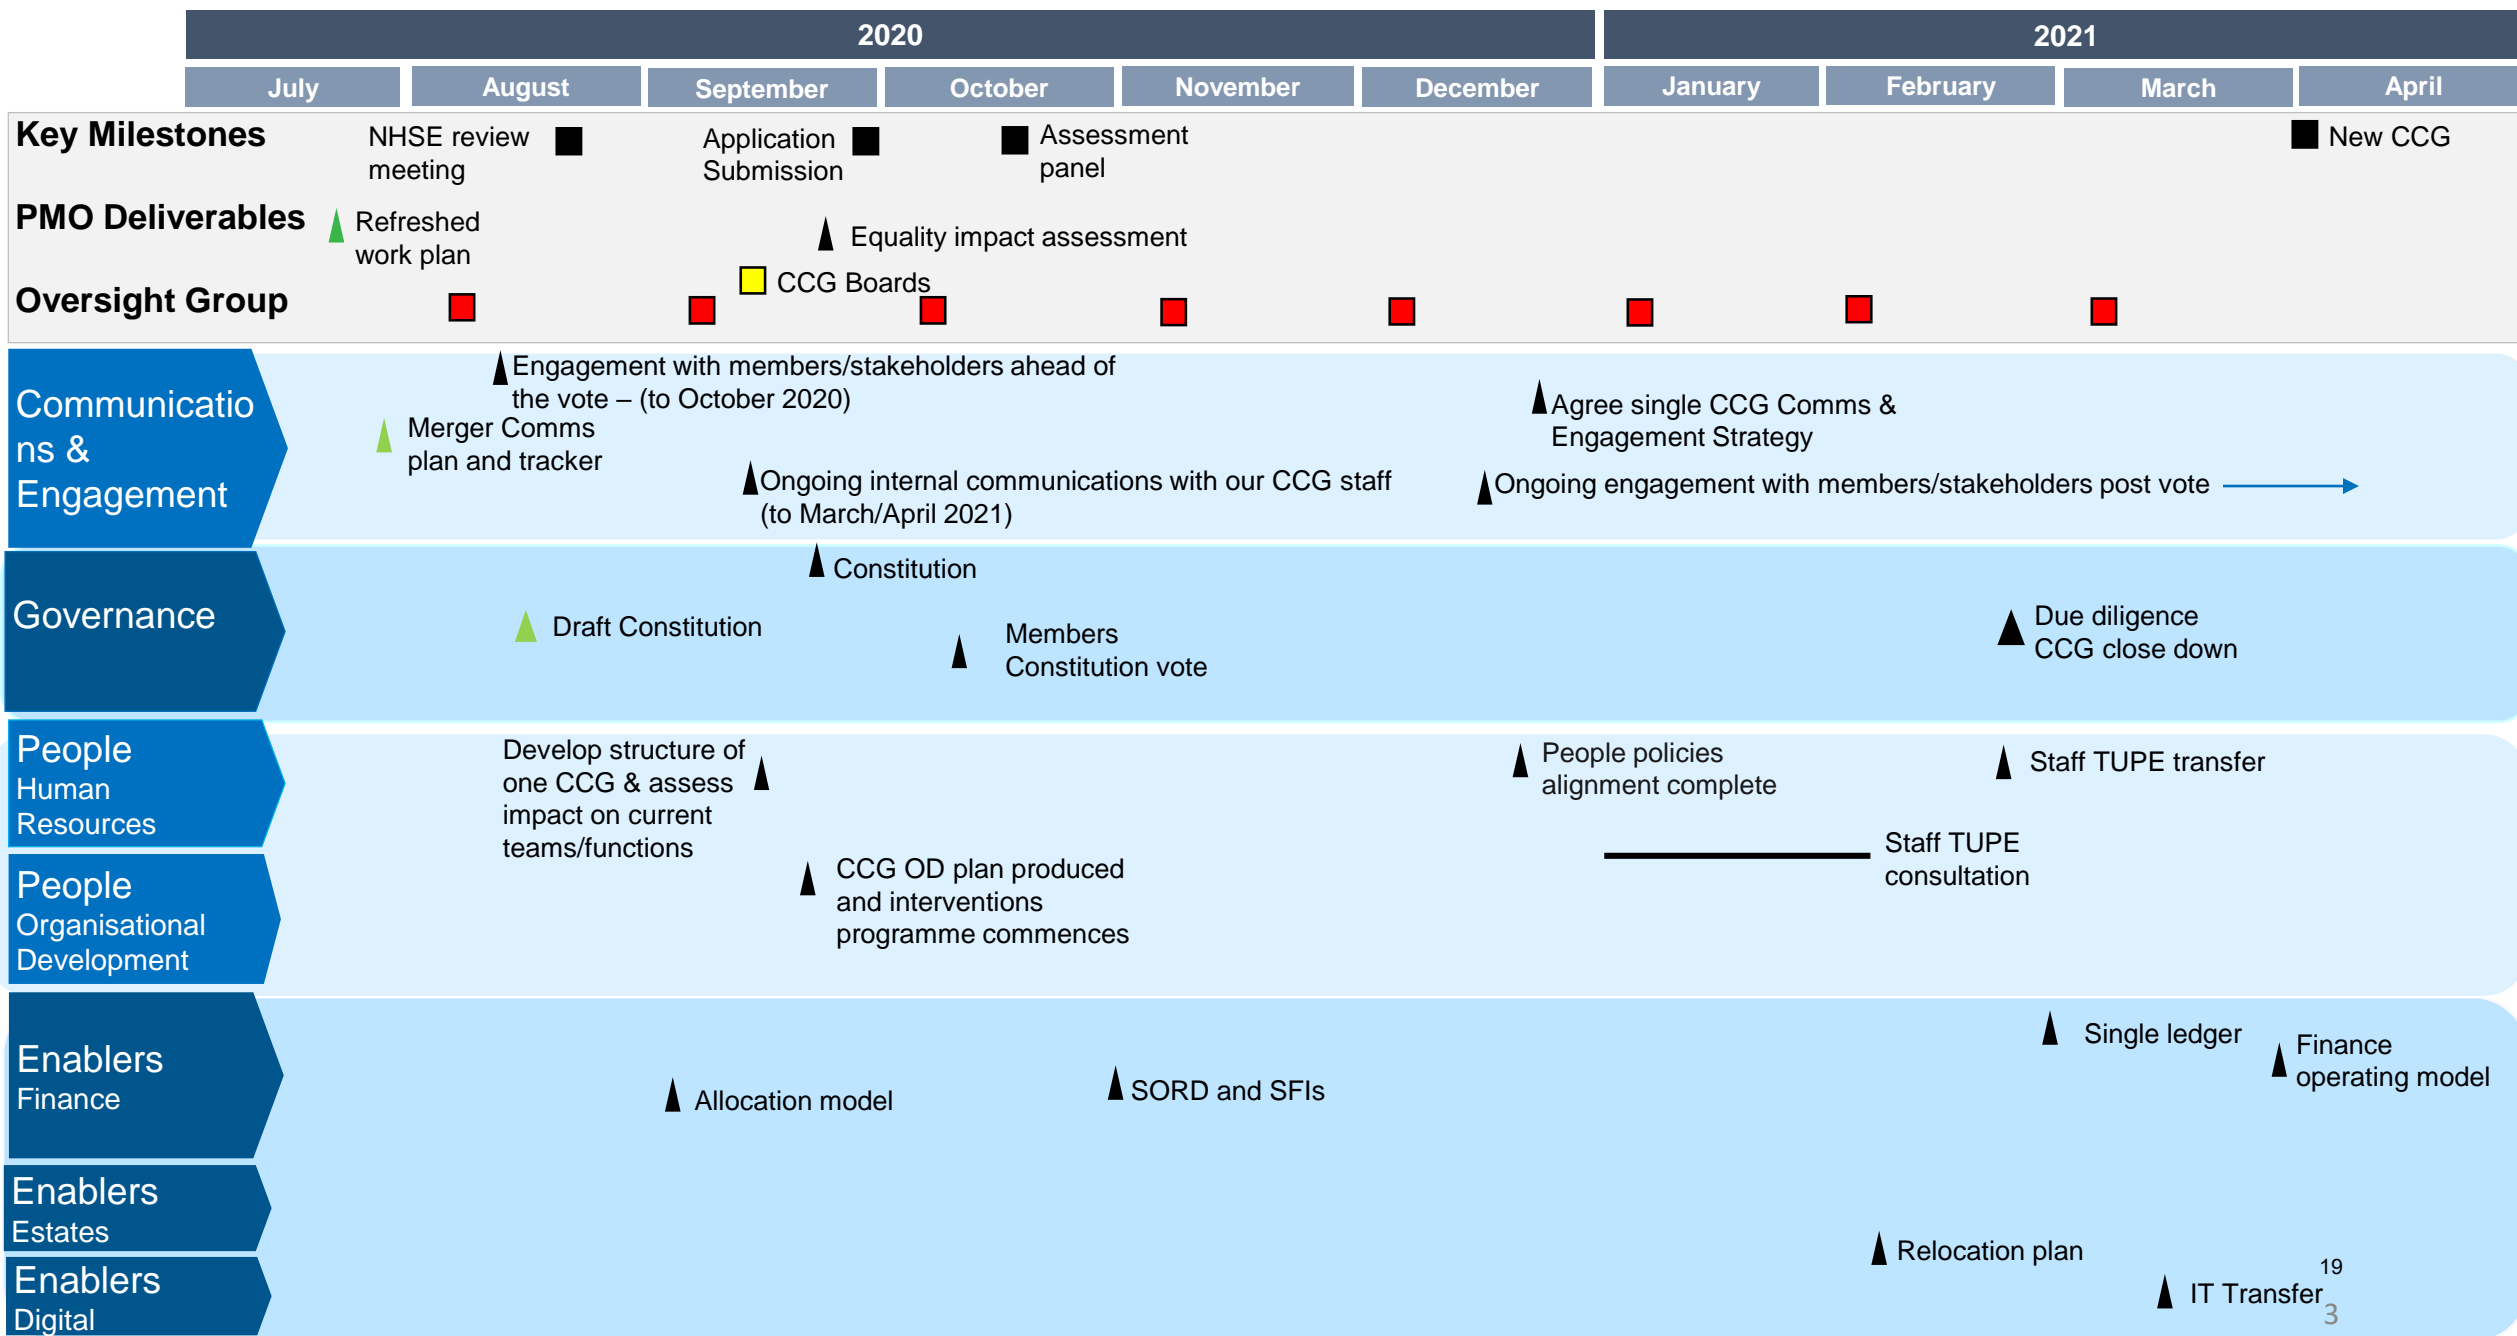 2020
2021
July
August
September
October
November
December
January
February
March
April
Key Milestones
NHSE review
meeting
Application
Submission
Assessment
panel
New CCG
PMO Deliverables
Refreshed
work plan
Equality impact assessment
CCG Boards
Oversight Group
Communicatio
ns &
Engagement
Engagement with members/stakeholders ahead of
the vote – (to October 2020)
Merger Comms
plan and tracker
Ongoing internal communications with our CCG staff
(to March/April 2021)
Agree single CCG Comms &
Engagement Strategy
Ongoing engagement with members/stakeholders post vote
Governance
Constitution
Draft Constitution
Members
Constitution vote
Due diligence
CCG close down
People
Human
Resources
Develop structure of
one CCG & assess
impact on current
teams/functions
People policies
alignment complete
Staff TUPE transfer
Staff TUPE
consultation
People
Organisational
Development
CCG OD plan produced
and interventions
programme commences
Enablers
Finance
Allocation model
SORD and SFIs
Single ledger
Finance
operating model
Enablers
Estates
Relocation plan
Enablers
Digital
IT Transfer
19
3